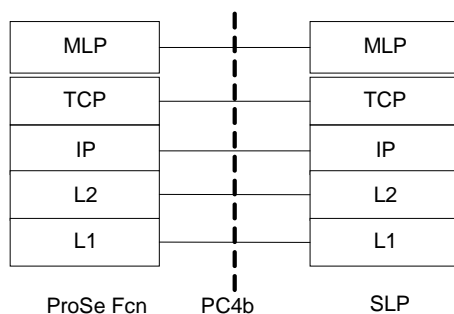 MLP MLP
TCP TCP
IP IP
L2 L2
L1 L1
ProSe Fcn PC4b SLP